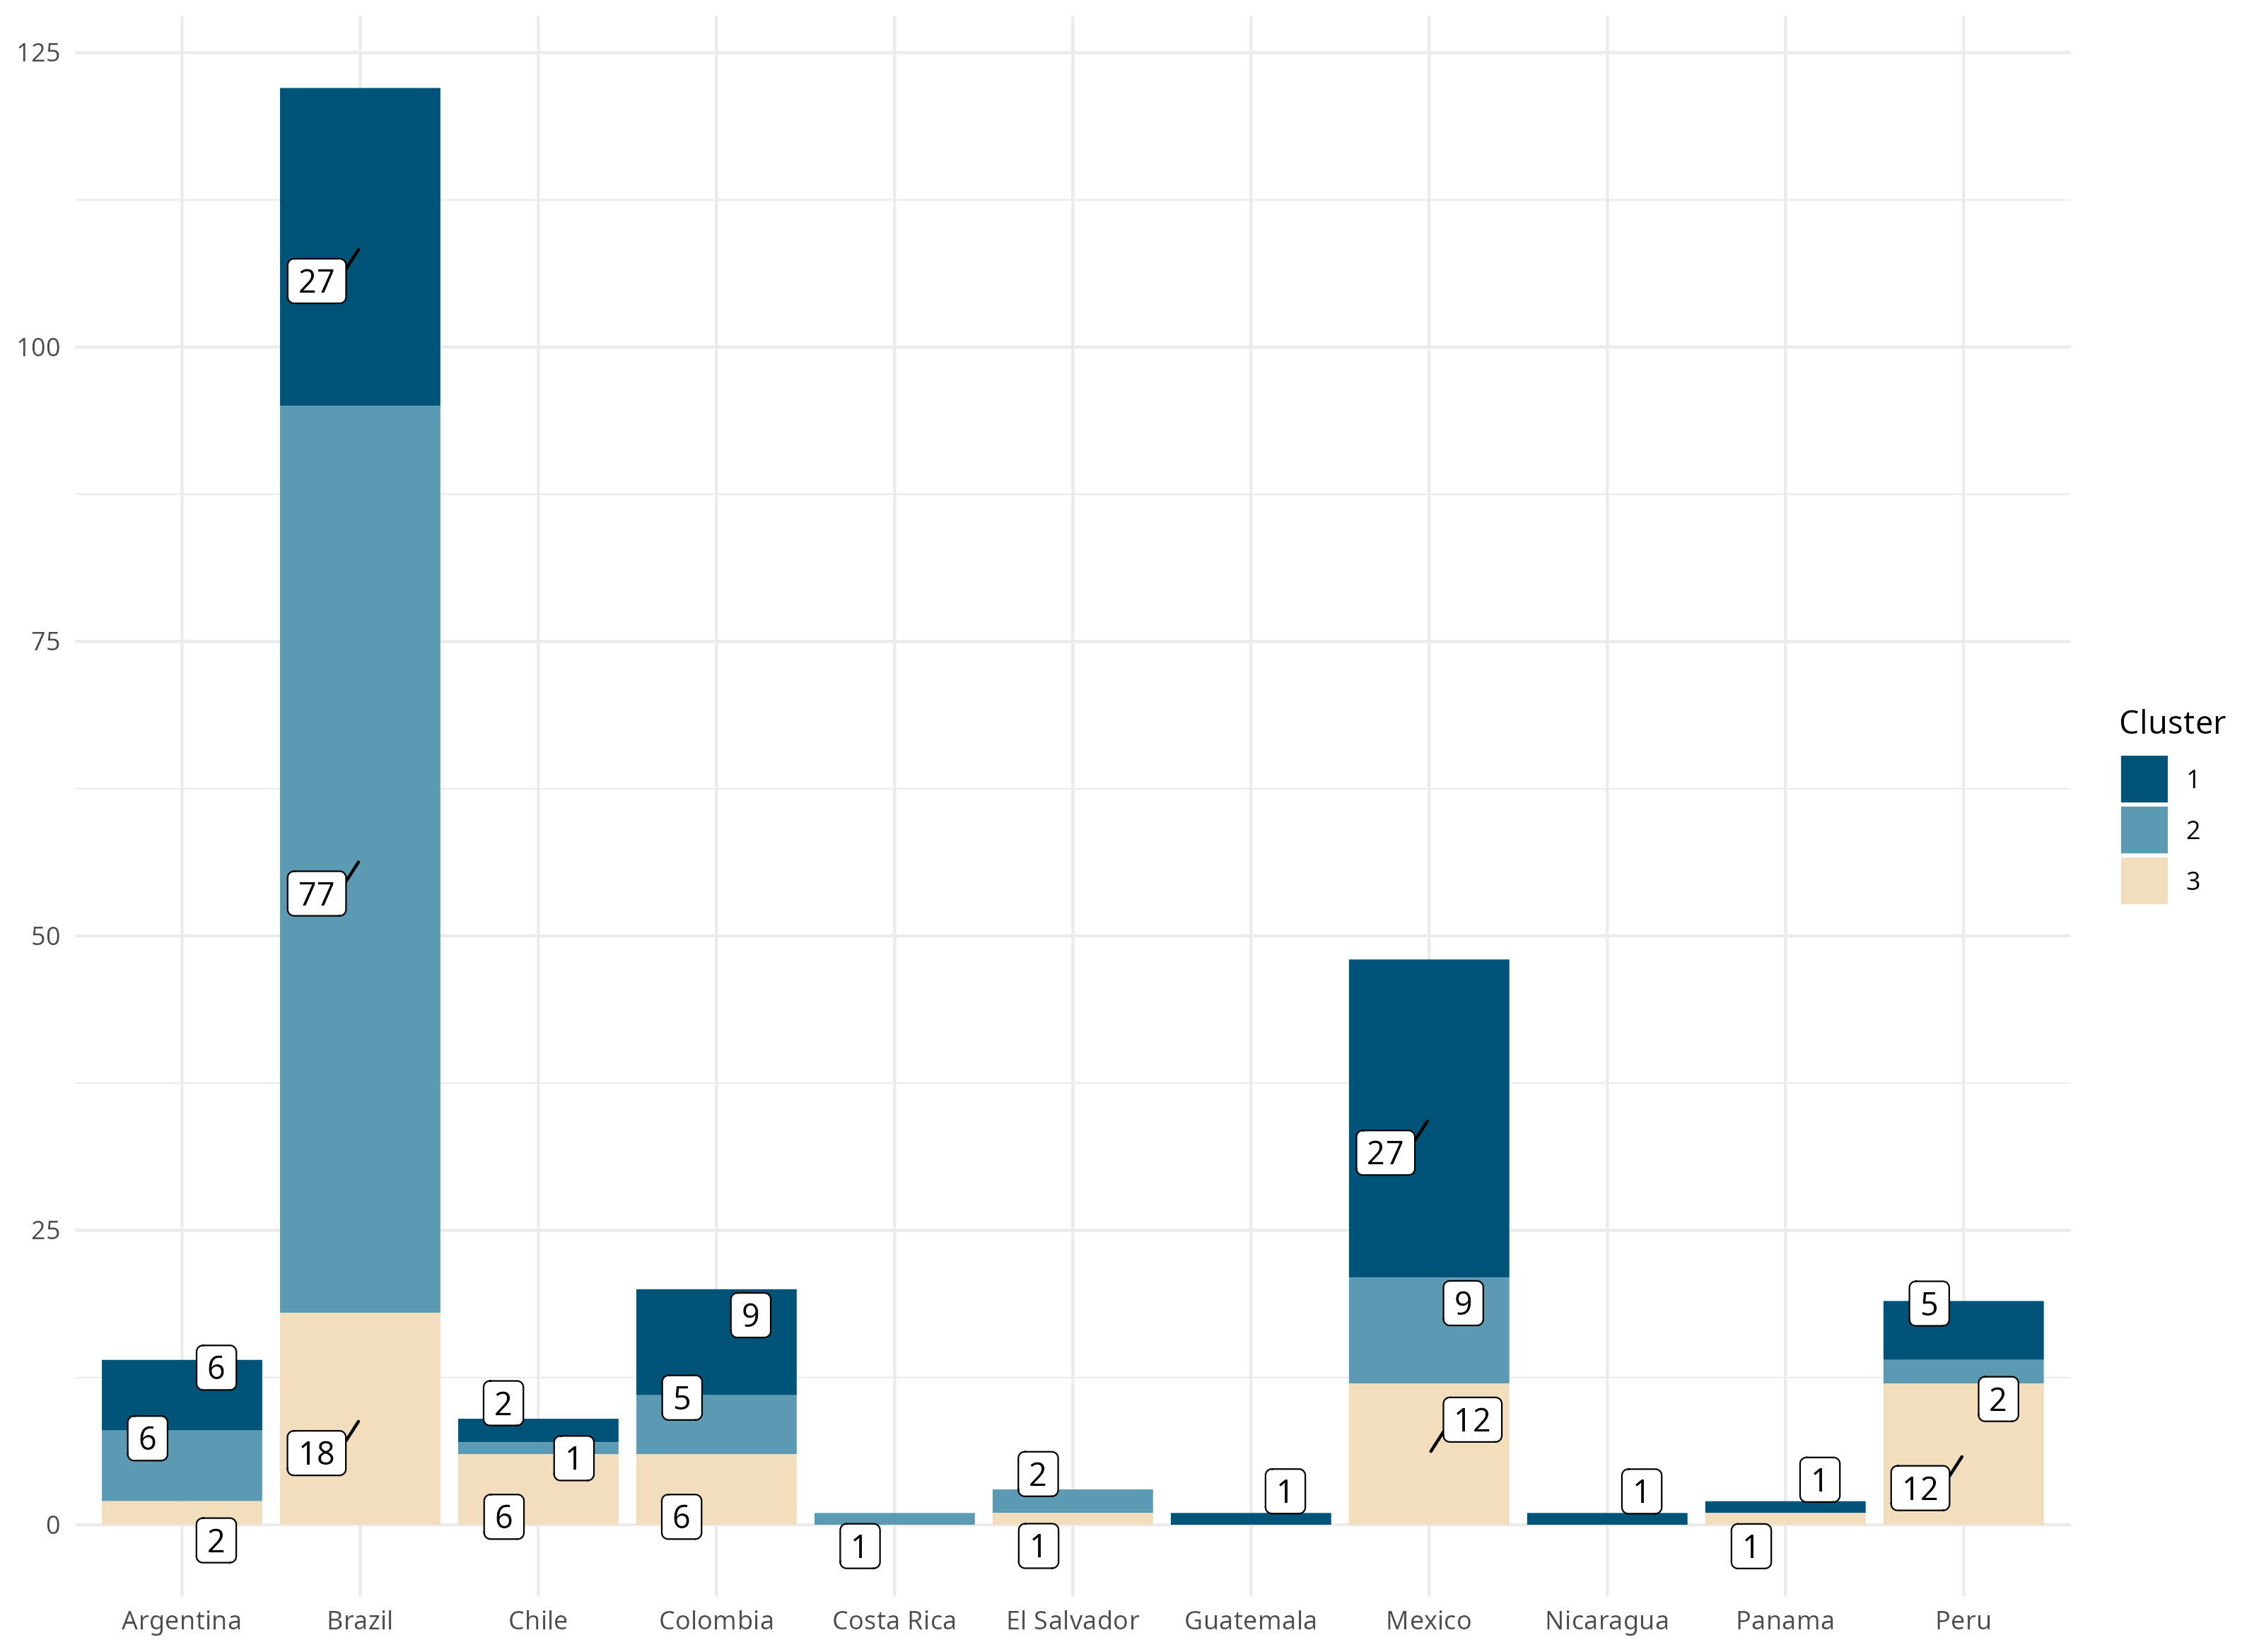 125
100
75
50
25
0
27
77
18
6
6
2
2
1
6
9
5
6
1
2
1
1
27
9
12
1
1
1
5
2
12
Argentina
Brazil
Chile
Colombia
Costa Rica
El Salvador
Guatemala
Mexico
Nicaragua
Panama
Peru
Cluster
1
2
3